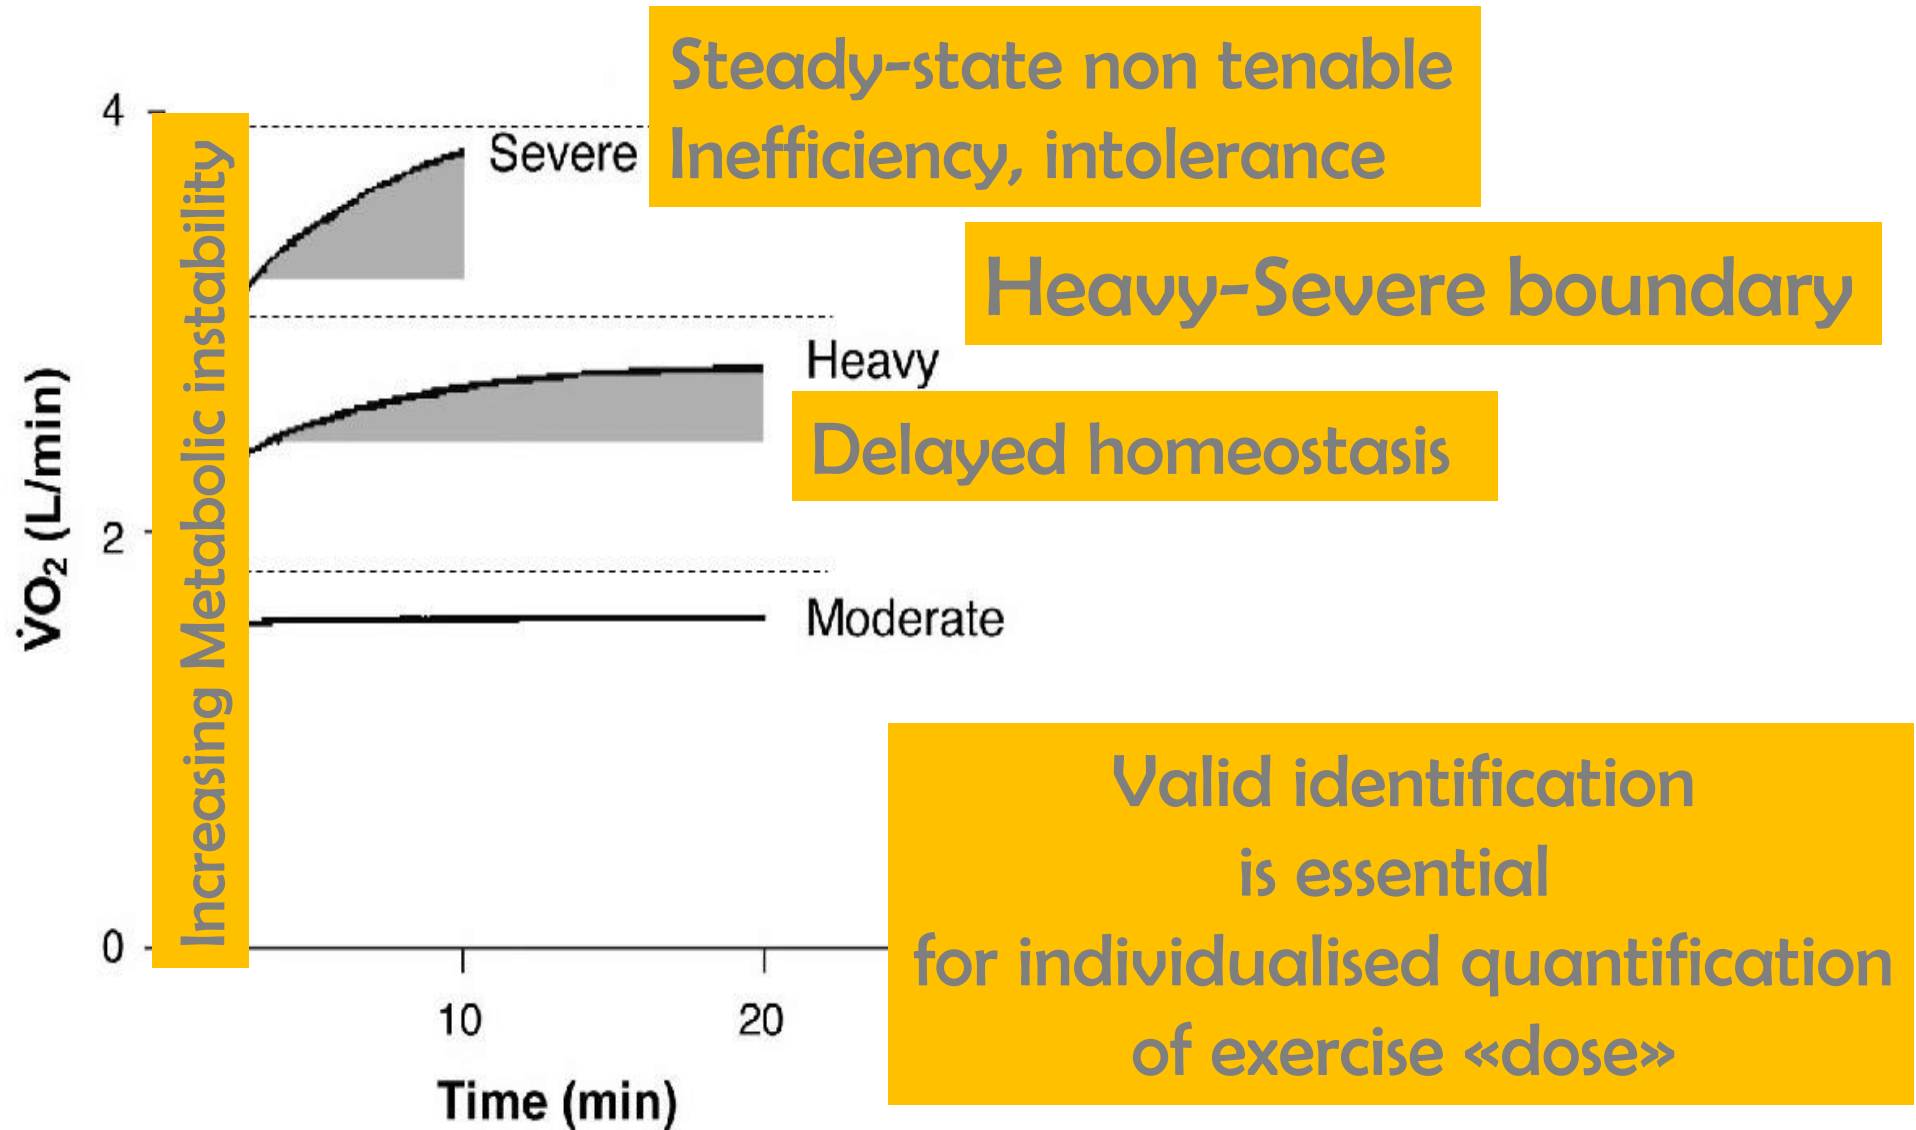 Steady-state non tenable
Inefficiency, intolerance
4
Severe
Heavy-Severe boundary
Heavy
Delayed homeostasis
Increasing Metabolic instability
V̇O₂ (L/min)
2
Moderate
Valid identification
is essential
for individualised quantification
of exercise «dose»
0
10
20
Time (min)